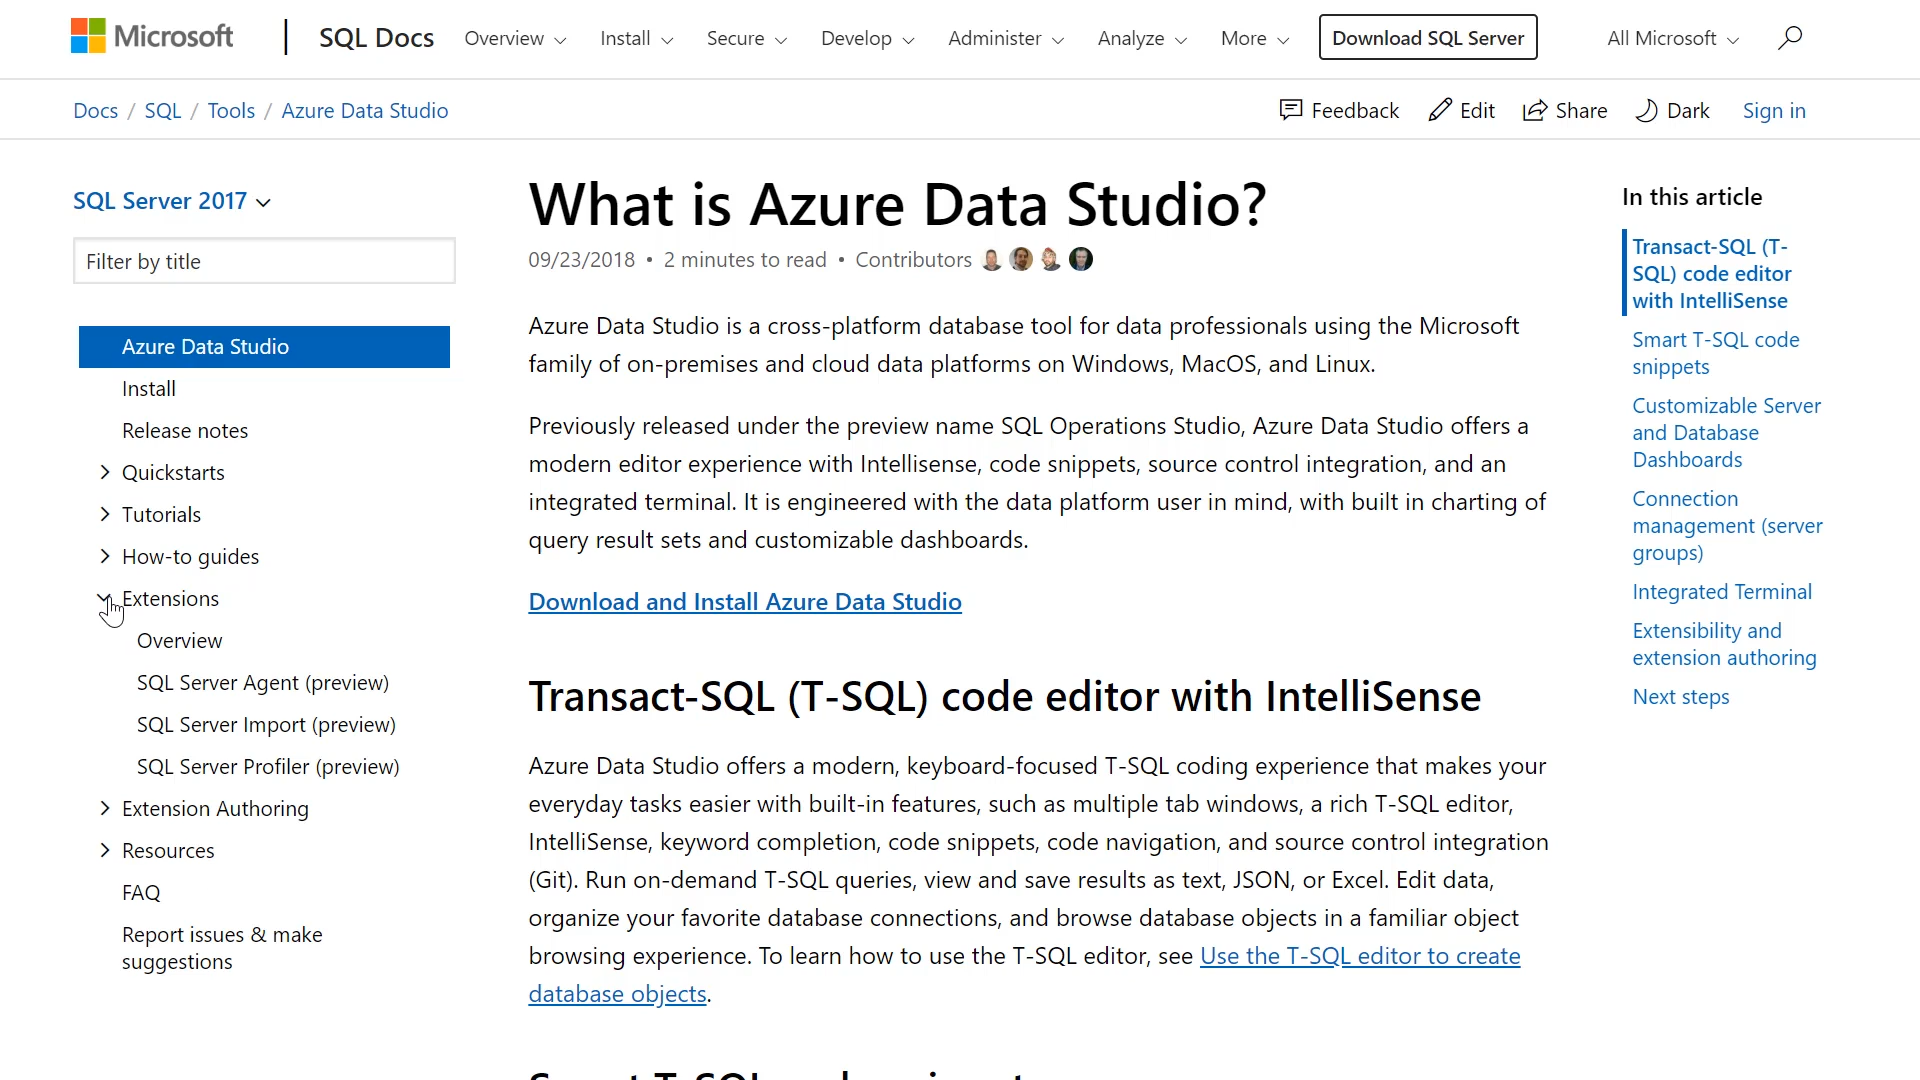 Microsoft
SQL Docs
Overview
Install
Secure
Develop
Administer
Analyze
More
Download SQL Server
All Microsoft
Docs / SQL / Tools / Azure Data Studio
Feedback
Edit
Share
Dark
Sign in
SQL Server 2017
Filter by title
Azure Data Studio
Install
Release notes
Quickstarts
Tutorials
How-to guides
Extensions
Overview
SQL Server Agent (preview)
SQL Server Import (preview)
SQL Server Profiler (preview)
Extension Authoring
Resources
FAQ
Report issues & make
suggestions
What is Azure Data Studio?
09/23/2018 • 2 minutes to read • Contributors
Azure Data Studio is a cross-platform database tool for data professionals using the Microsoft
family of on-premises and cloud data platforms on Windows, MacOS, and Linux.
Previously released under the preview name SQL Operations Studio, Azure Data Studio offers a
modern editor experience with Intellisense, code snippets, source control integration, and an
integrated terminal. It is engineered with the data platform user in mind, with built in charting of
query result sets and customizable dashboards.
Download and Install Azure Data Studio
Transact-SQL (T-SQL) code editor with IntelliSense
Azure Data Studio offers a modern, keyboard-focused T-SQL coding experience that makes your
everyday tasks easier with built-in features, such as multiple tab windows, a rich T-SQL editor,
IntelliSense, keyword completion, code snippets, code navigation, and source control integration
(Git). Run on-demand T-SQL queries, view and save results as text, JSON, or Excel. Edit data,
organize your favorite database connections, and browse database objects in a familiar object
browsing experience. To learn how to use the T-SQL editor, see Use the T-SQL editor to create
database objects.
Smart T-SQL code snippets
In this article
Transact-SQL (T-
SQL) code editor
with IntelliSense
Smart T-SQL code
snippets
Customizable Server
and Database
Dashboards
Connection
management (server
groups)
Integrated Terminal
Extensibility and
extension authoring
Next steps